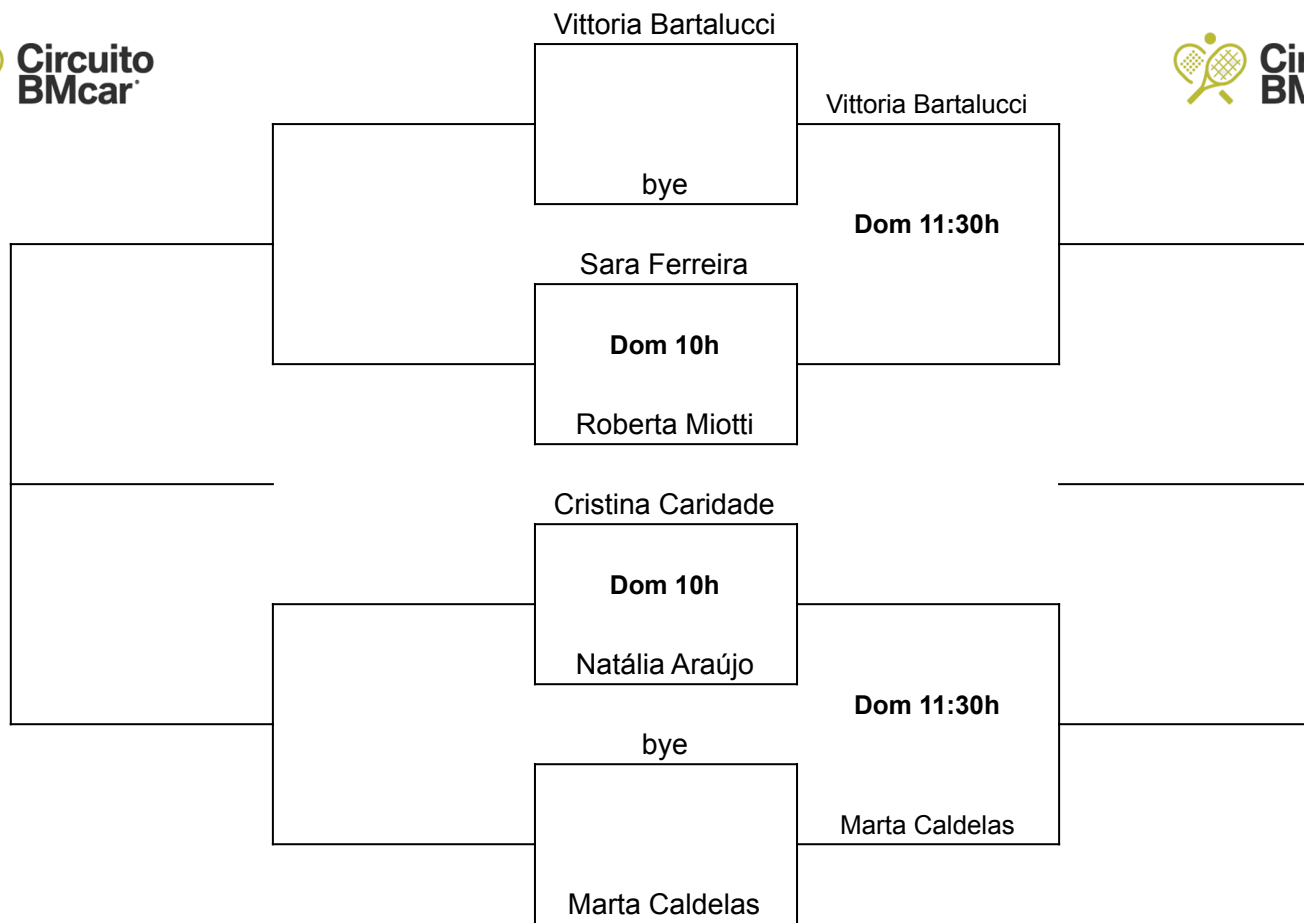 Vittoria Bartalucci
Circuito
BMcar
Vittoria Bartalucci
bye
Dom 11:30h
Sara Ferreira
Dom 10h
Roberta Miotti
Cristina Caridade
Dom 10h
Natália Araújo
Dom 11:30h
bye
Marta Caldelas
Marta Caldelas